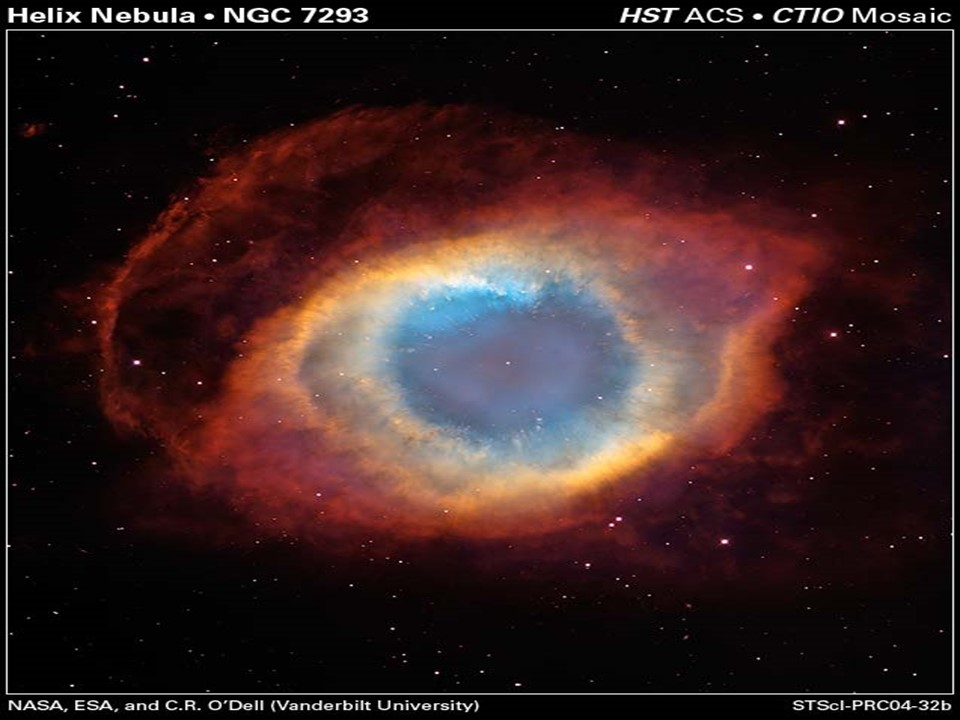 Helix Nebula • NGC 7293
HST ACS • CTIO Mosaic
NASA, ESA, and C.R. O'Dell (Vanderbilt University)
STScI-PRC04-32b